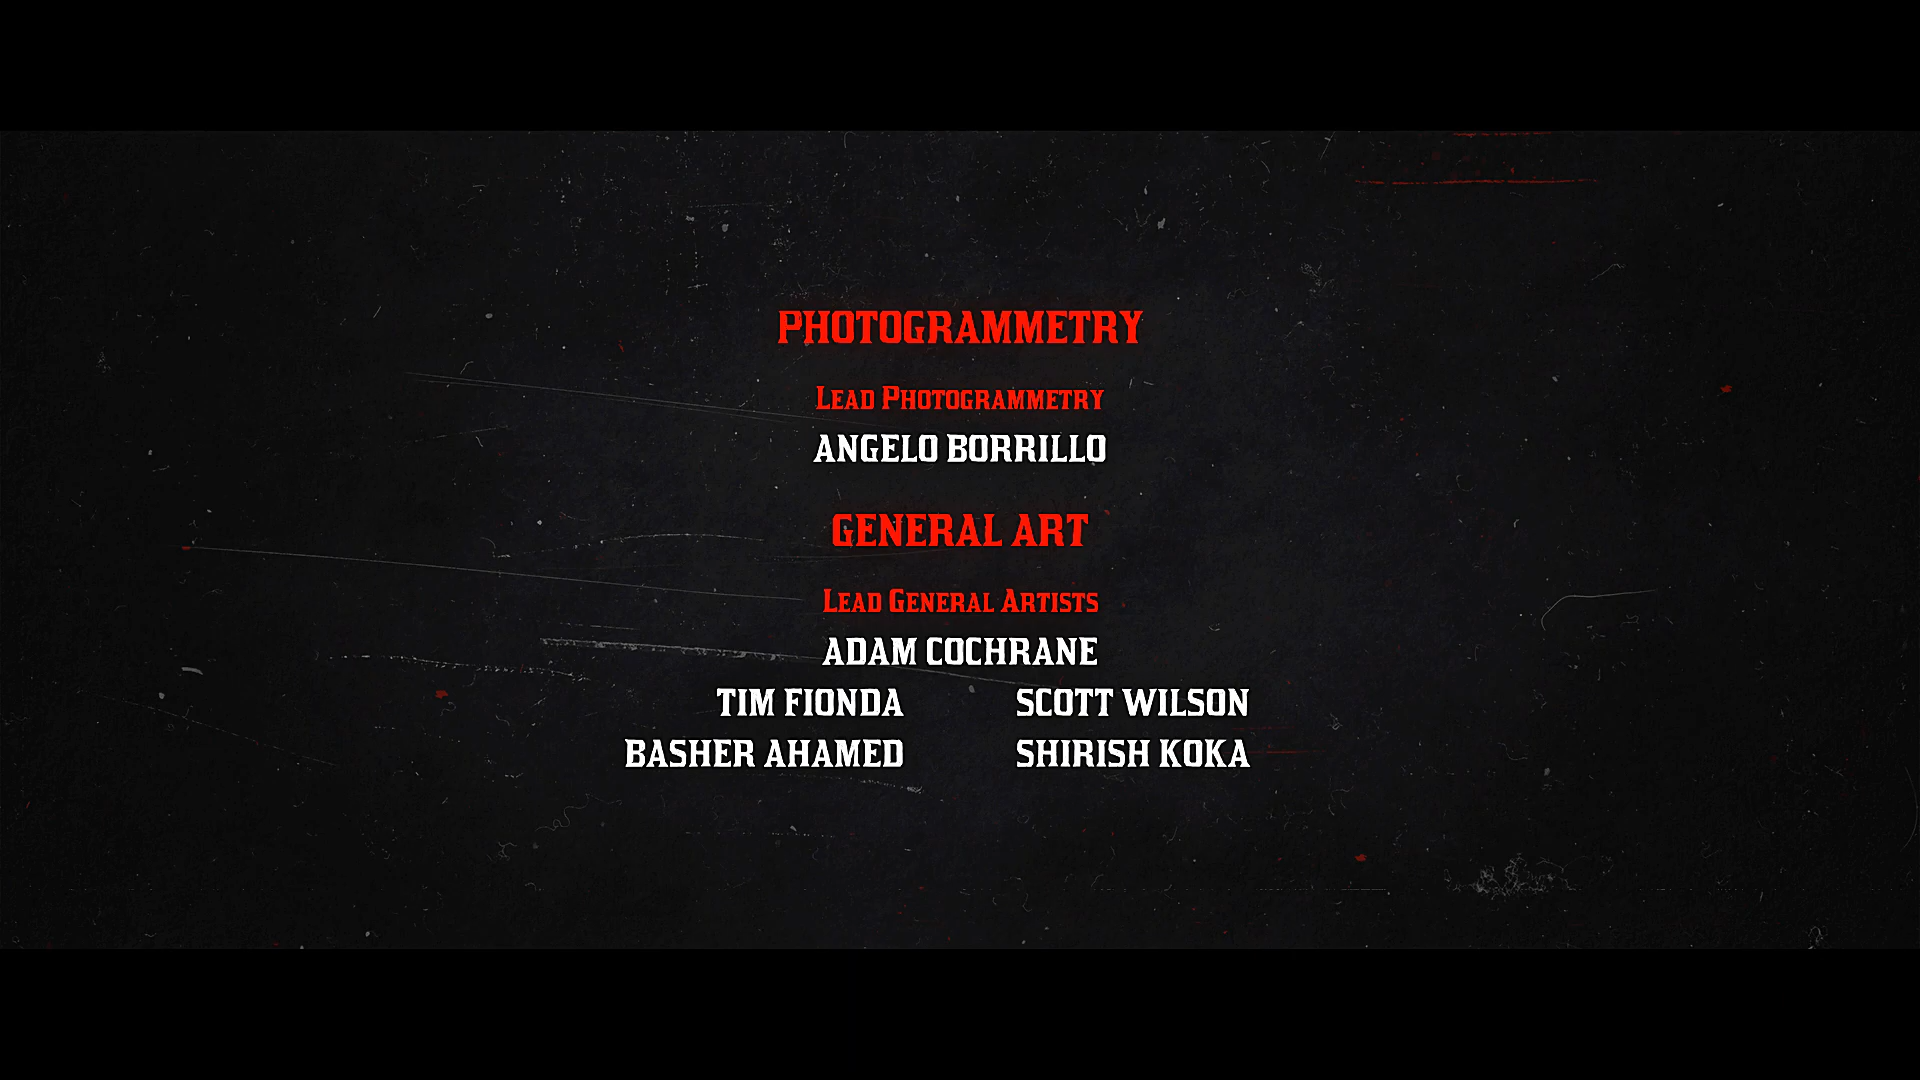 PHOTOGRAMMETRY
LEAD PHOTOGRAMMETRY
ANGELO BORRILLO
GENERAL ART
LEAD GENERAL ARTISTS
ADAM COCHRANE
TIM FIONDA SCOTT WILSON
BASHER AHAMED SHIRISH KOKA